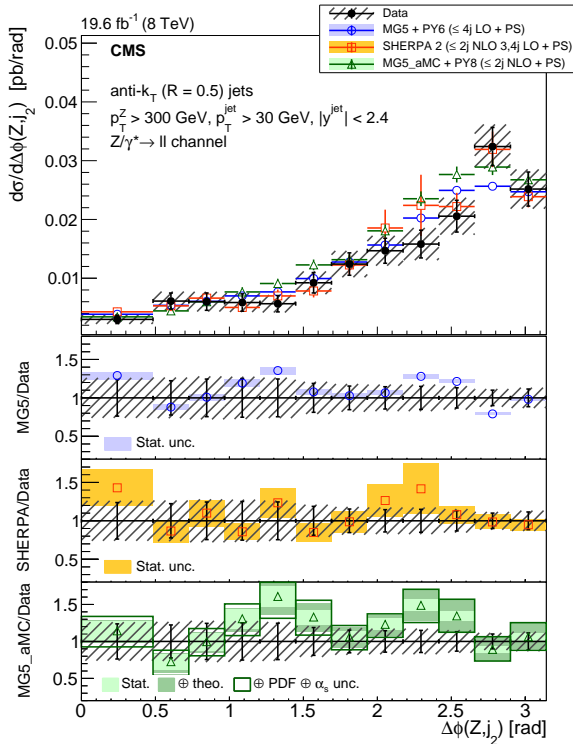 19.6 fb⁻¹ (8 TeV)
Data
MG5 + PY6 (≤ 4j LO + PS)
SHERPA 2 (≤ 2j NLO 3,4j LO + PS)
MG5_aMC + PY8 (≤ 2j NLO + PS)
CMS
anti-k_T (R = 0.5) jets
p_T^Z > 300 GeV, p_T^jet > 30 GeV, |y^jet| < 2.4
Z/γ*→ ll channel
dσ/dΔϕ(Z,j₂) [pb/rad]
0.05
0.04
0.03
0.02
0.01
MG5/Data
1.5
1
0.5
Stat. unc.
SHERPA/Data
1.5
1
0.5
Stat. unc.
MG5_aMC/Data
1.5
1
0.5
Stat.
⊕ theo.
⊕ PDF ⊕ α_s unc.
0 0.5 1 1.5 2 2.5 3
Δϕ(Z,j₂) [rad]